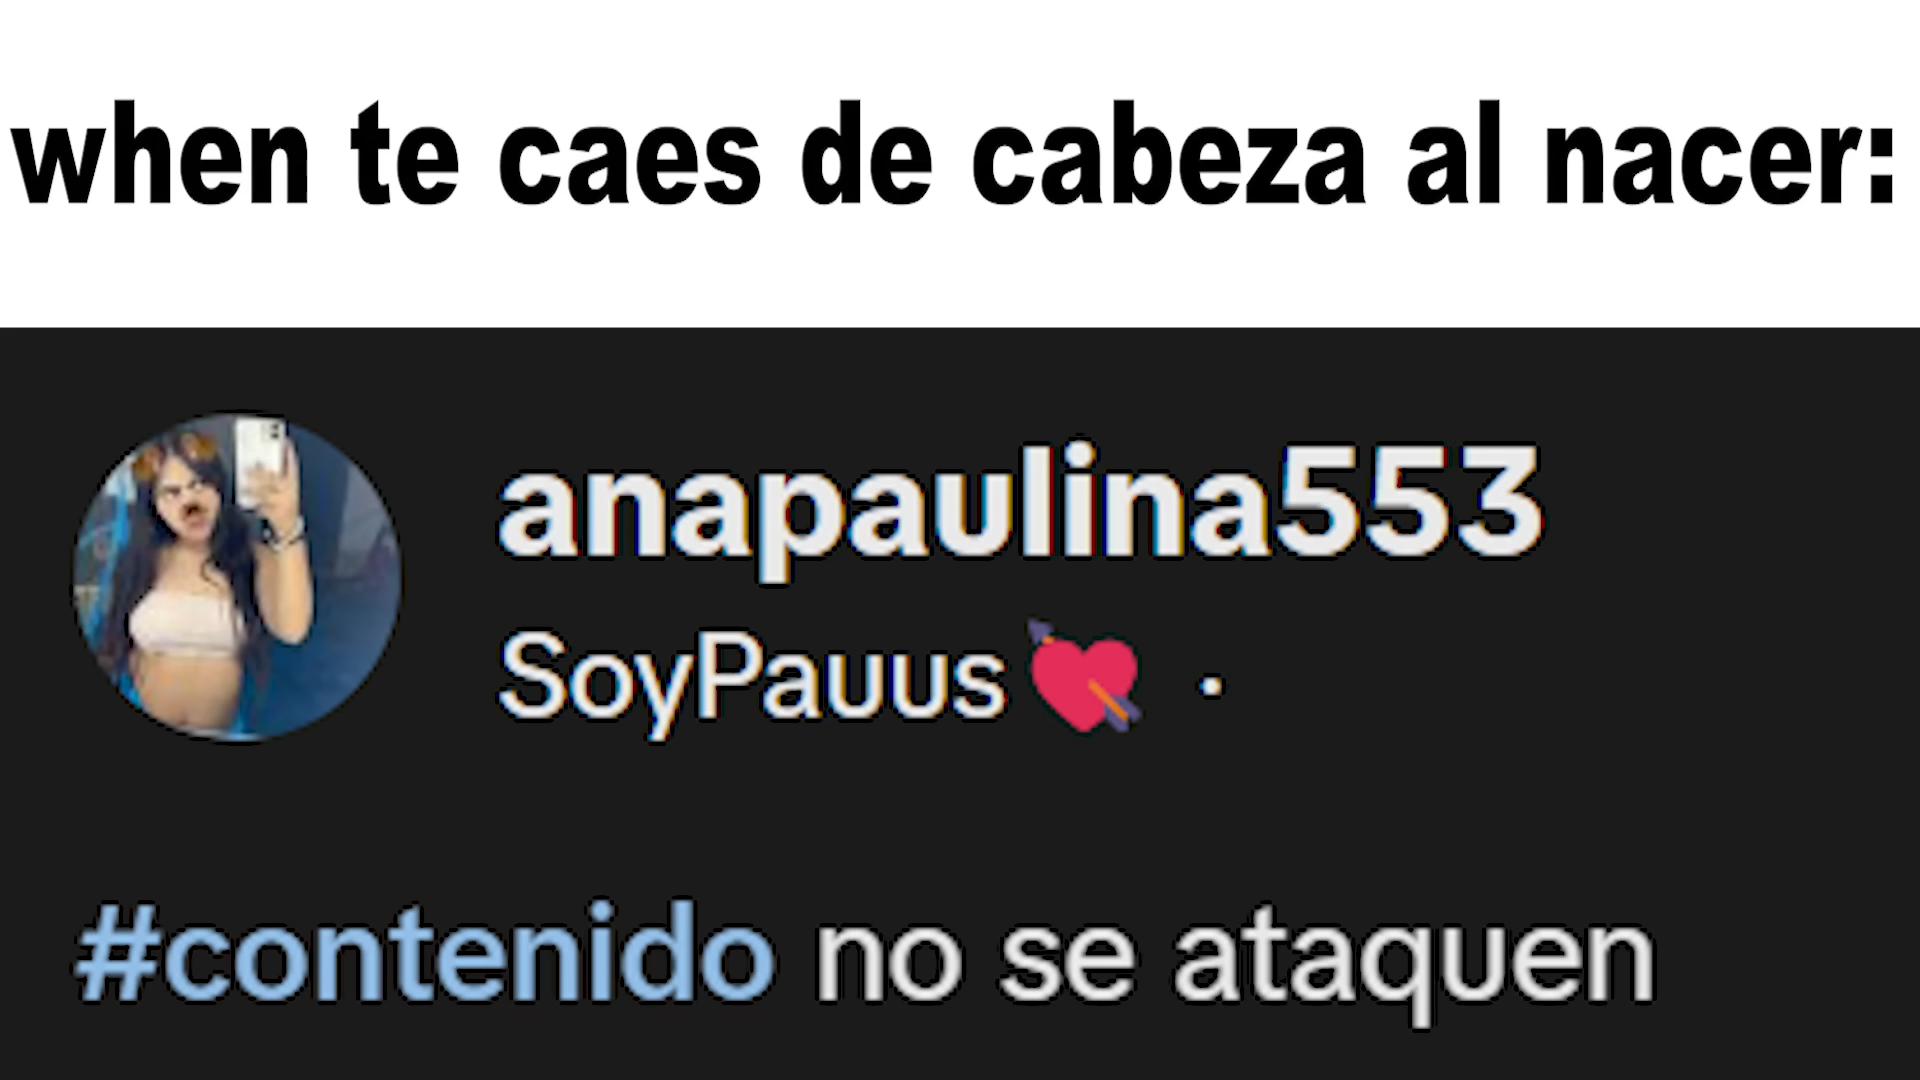 when te caes de cabeza al nacer:
anapaulina553
SoyPauus💘 ·
#contenido no se ataquen